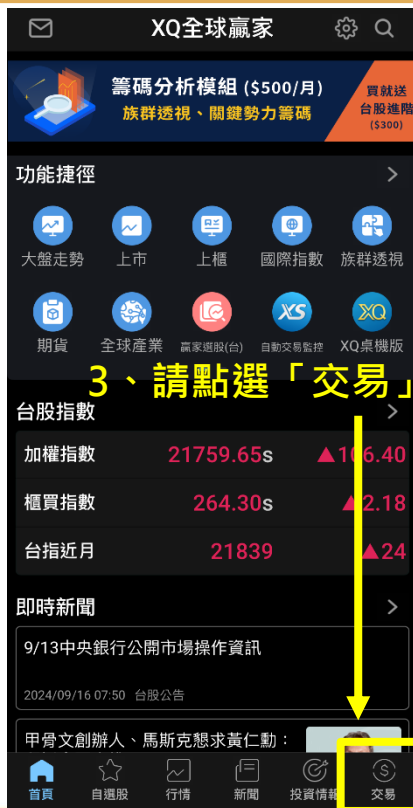 XQ全球贏家
籌碼分析模組 ($500/月)
族群透視、關鍵勢力籌碼
買就送
台股進階
($300)
功能捷徑
大盤走勢 上市 上櫃 國際指數 族群透視
XS XQ
期貨 全球產業 贏家選股(台) 自動交易監控 XQ桌機版
3、請點選「交易」
台股指數
加權指數 21759.65s ▲106.40
櫃買指數 264.30s ▲2.18
台指近月 21839 ▲24
即時新聞
9/13中央銀行公開市場操作資訊
2024/09/16 07:50 台股公告
甲骨文創辦人、馬斯克懇求黃仁勳：
首頁 自選股 行情 新聞 投資情報 交易